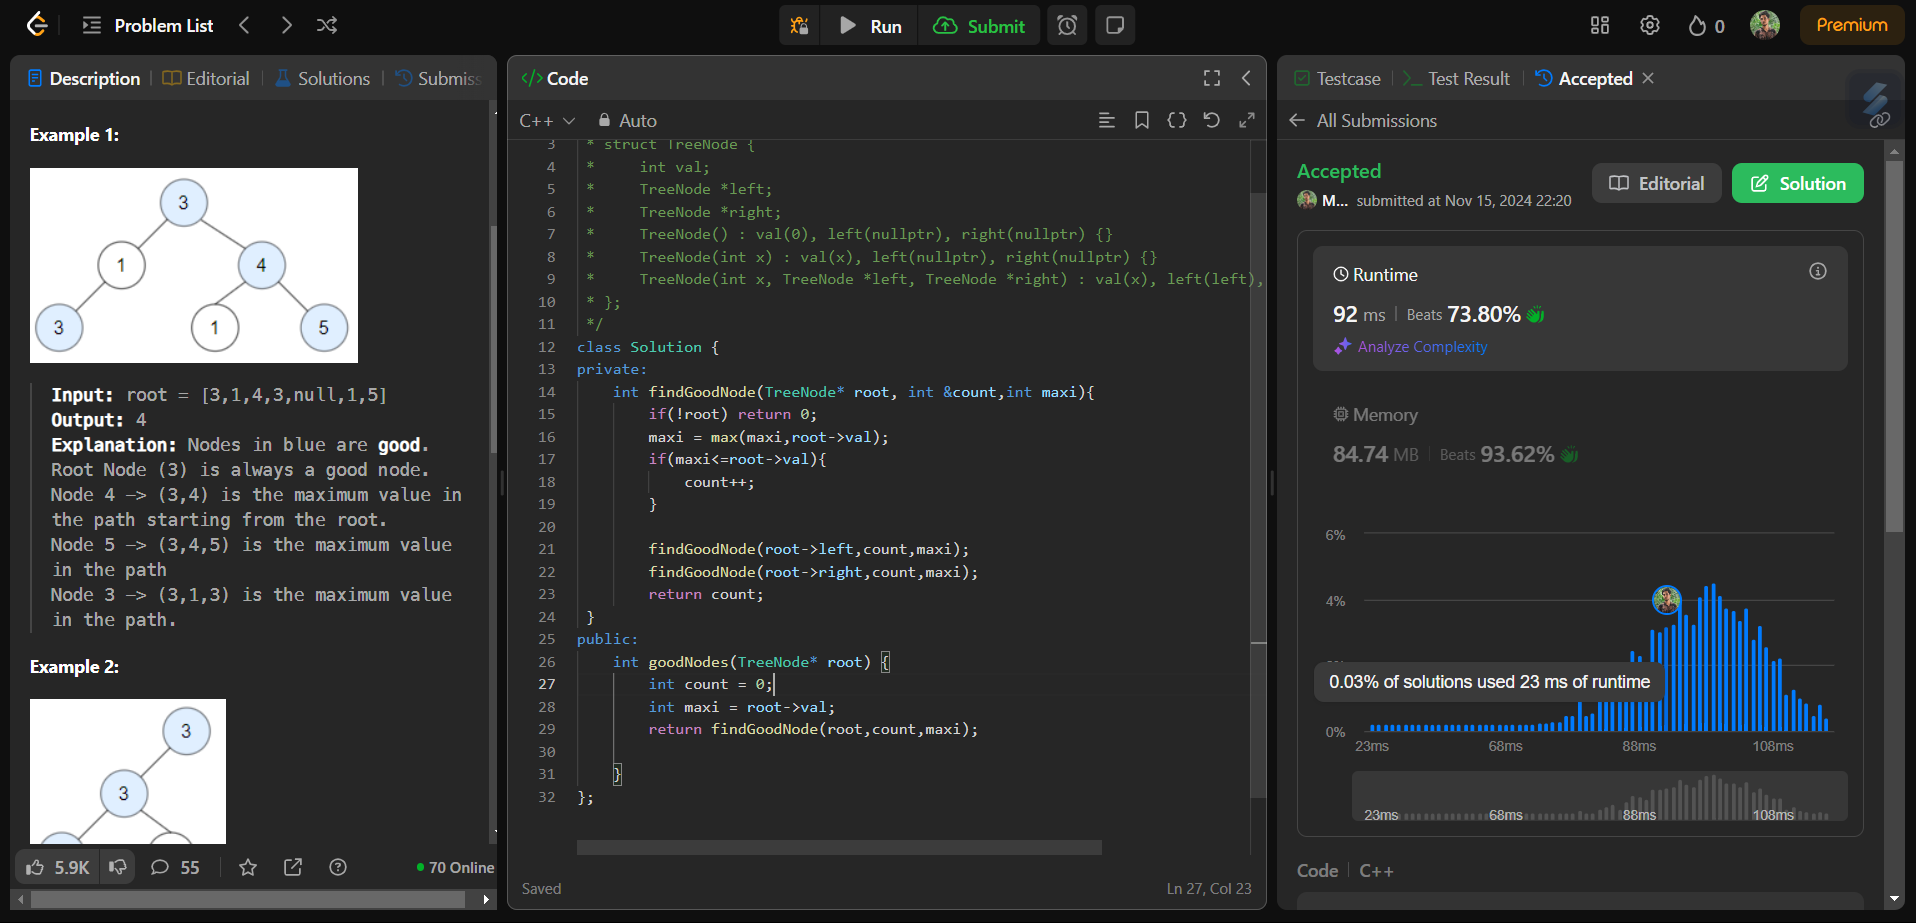 Problem List
Run
Submit
0
Premium
Description
Editorial
Solutions
Submiss
Example 1:
3
1
4
3
1
5
Input: root = [3,1,4,3,null,1,5]
Output: 4
Explanation: Nodes in blue are good.
Root Node (3) is always a good node.
Node 4 -> (3,4) is the maximum value in
the path starting from the root.
Node 5 -> (3,4,5) is the maximum value
in the path
Node 3 -> (3,1,3) is the maximum value
in the path.
Example 2:
3
3
5.9K
55
70 Online
</> Code
C++
Auto
3 * struct TreeNode {
4 *     int val;
5 *     TreeNode *left;
6 *     TreeNode *right;
7 *     TreeNode() : val(0), left(nullptr), right(nullptr) {}
8 *     TreeNode(int x) : val(x), left(nullptr), right(nullptr) {}
9 *     TreeNode(int x, TreeNode *left, TreeNode *right) : val(x), left(left),
10 * };
11 */
12 class Solution {
13 private:
14     int findGoodNode(TreeNode* root, int &count,int maxi){
15         if(!root) return 0;
16         maxi = max(maxi,root->val);
17         if(maxi<=root->val){
18             count++;
19         }
20
21         findGoodNode(root->left,count,maxi);
22         findGoodNode(root->right,count,maxi);
23         return count;
24  }
25 public:
26     int goodNodes(TreeNode* root) {
27         int count = 0;
28         int maxi = root->val;
29         return findGoodNode(root,count,maxi);
30
31     }
32 };
Saved
Ln 27, Col 23
Testcase
Test Result
Accepted
All Submissions
Accepted
M... submitted at Nov 15, 2024 22:20
Editorial
Solution
Runtime
92 ms
Beats 73.80%
Analyze Complexity
Memory
84.74 MB
Beats 93.62%
6%
4%
0.03% of solutions used 23 ms of runtime
0%
23ms 68ms 88ms 108ms
23ms 68ms 88ms 108ms
Code
C++